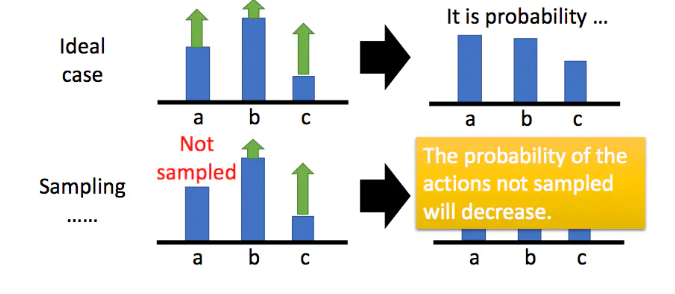 It is probability ...
Ideal
case
a b c
a b c
Not
sampled
Sampling
......
The probability of the
actions not sampled
will decrease.
a b c
a b c